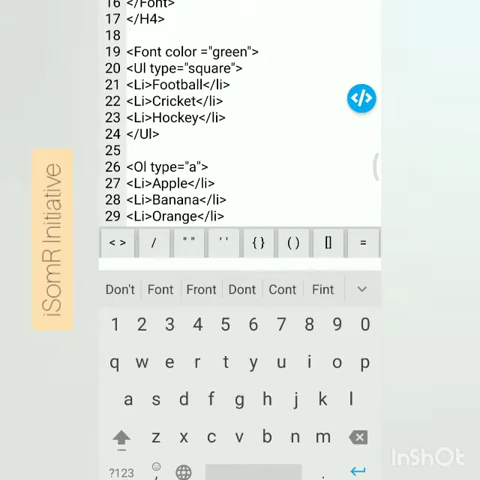 16 </Font>
17 </H4>
18
19 <Font color ="green">
20 <Ul type="square">
21 <Li>Football</li>
22 <Li>Cricket</li>
23 <Li>Hockey</li>
24 </Ul>
25
26 <Ol type="a">
27 <Li>Apple</li>
28 <Li>Banana</li>
29 <Li>Orange</li>
</>
iSomR Initiative
< > / " " ' ' { } ( ) [] =
Don't Font Front Dont Cont Fint
1 2 3 4 5 6 7 8 9 0
q w e r t y u i o p
a s d f g h j k l
z x c v b n m
?123 , .
InShOt